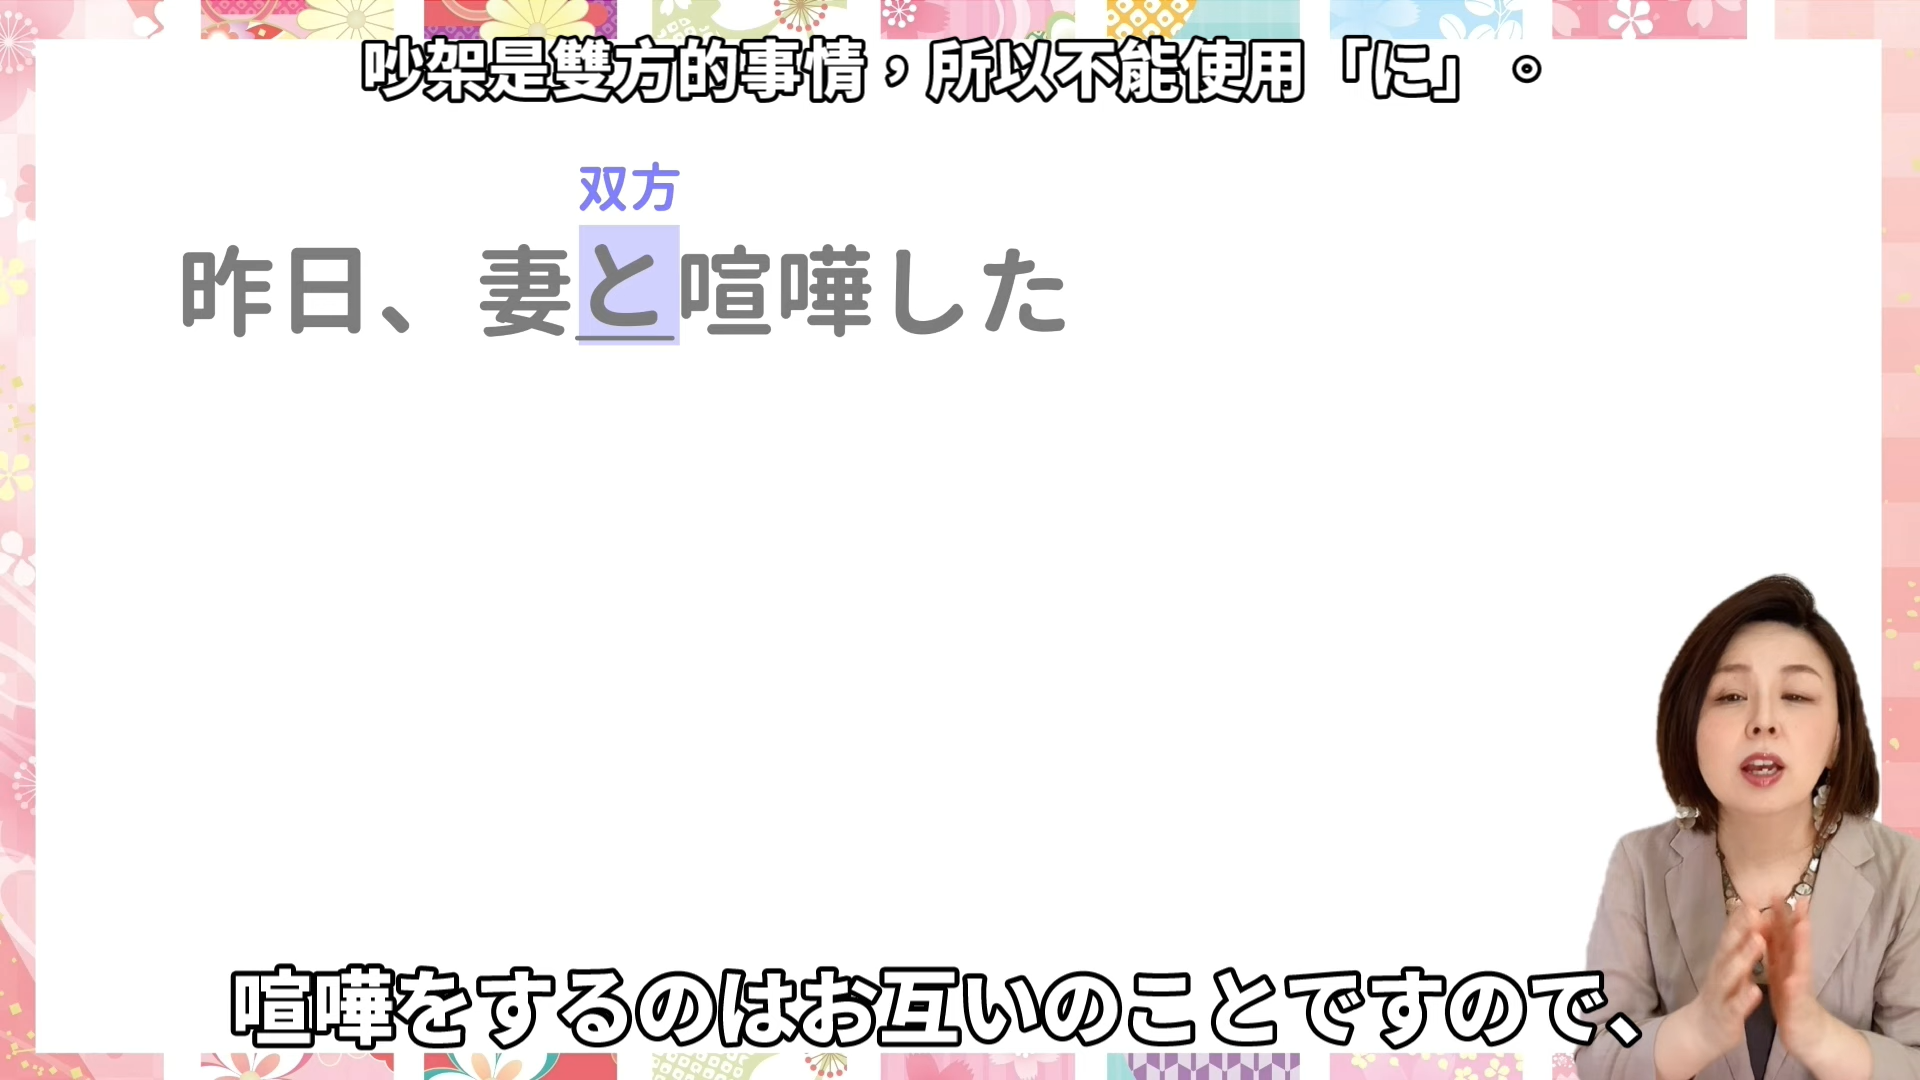 吵架是雙方的事情，所以不能使用「に」。
双方
昨日、妻と喧嘩した
喧嘩をするのはお互いのことですので、